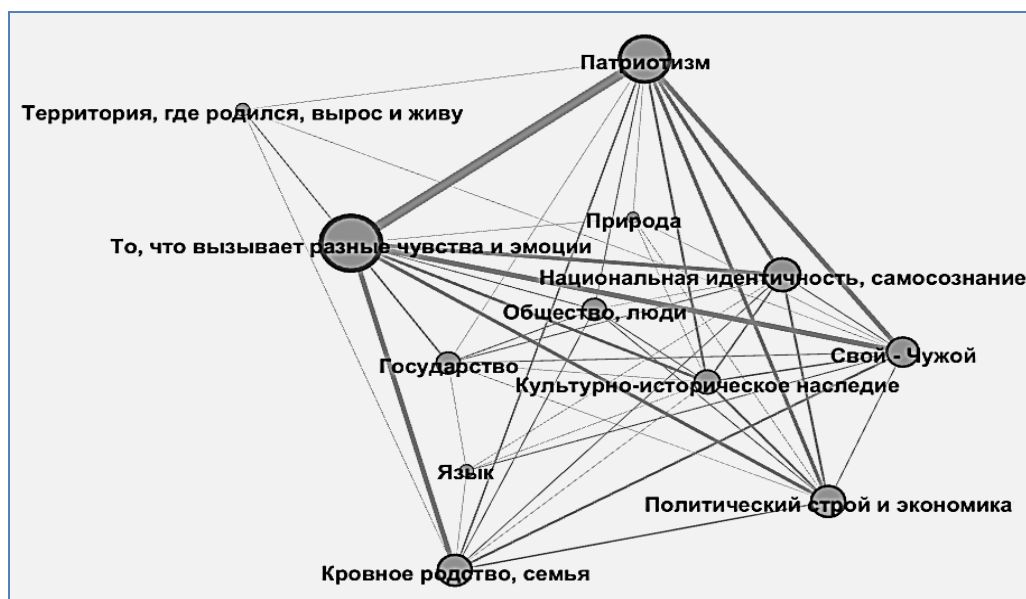 Патриотизм
Территория, где родился, вырос и живу
Природа
То, что вызывает разные чувства и эмоции
Национальная идентичность, самосознание
Общество, люди
Свой - Чужой
Государство
Культурно-историческое наследие
Язык
Политический строй и экономика
Кровное родство, семья